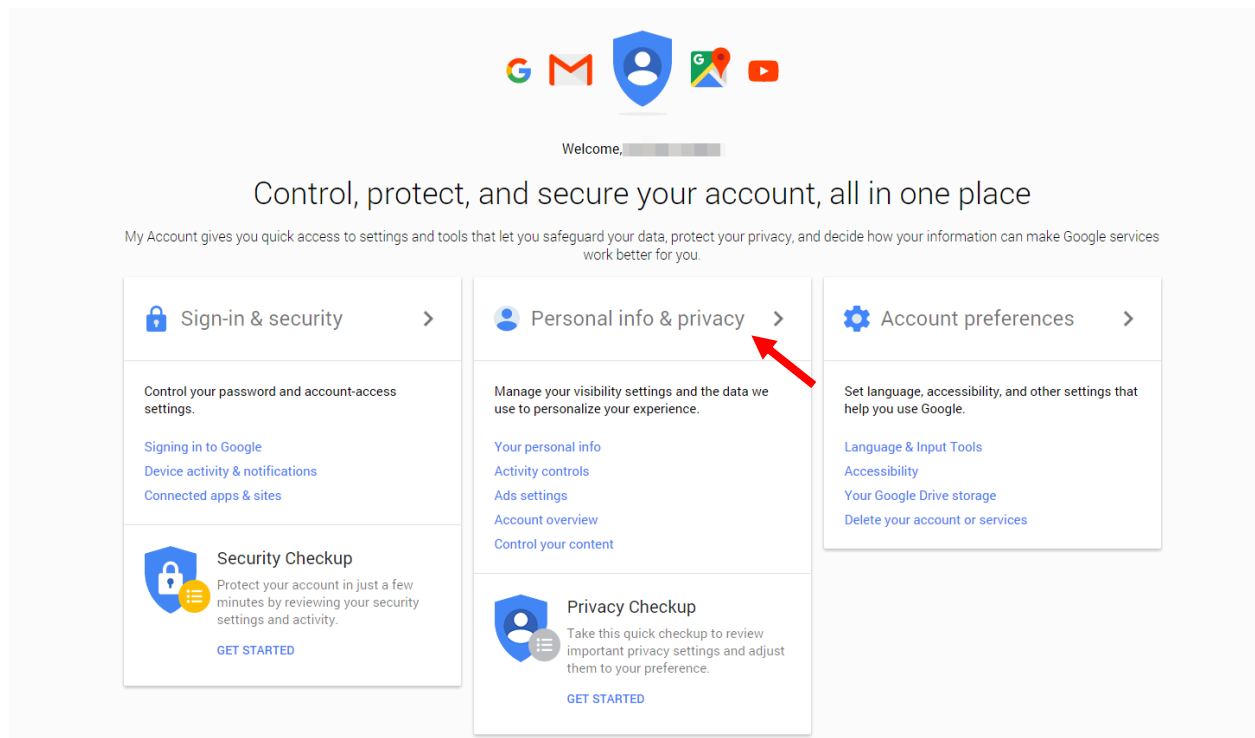 Welcome,
Control, protect, and secure your account, all in one place
My Account gives you quick access to settings and tools that let you safeguard your data, protect your privacy, and decide how your information can make Google services
work better for you.
Sign-in & security
Control your password and account-access
settings.
Signing in to Google
Device activity & notifications
Connected apps & sites
Security Checkup
Protect your account in just a few
minutes by reviewing your security
settings and activity.
GET STARTED
Personal info & privacy
Manage your visibility settings and the data we
use to personalize your experience.
Your personal info
Activity controls
Ads settings
Account overview
Control your content
Privacy Checkup
Take this quick checkup to review
important privacy settings and adjust
them to your preference.
GET STARTED
Account preferences
Set language, accessibility, and other settings that
help you use Google.
Language & Input Tools
Accessibility
Your Google Drive storage
Delete your account or services